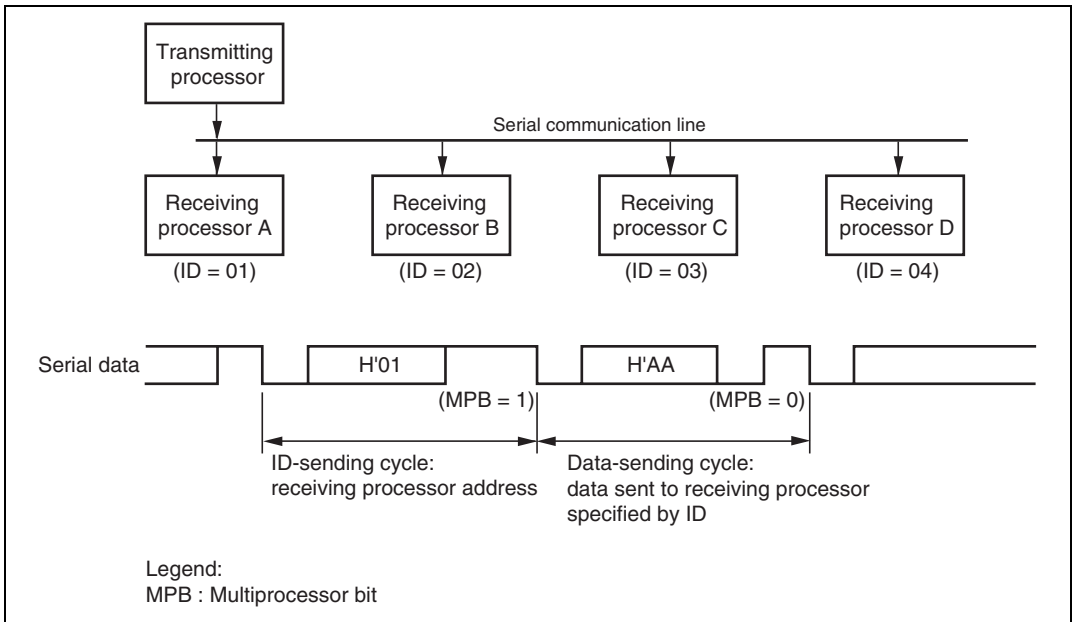 Transmitting
processor
Serial communication line
Receiving
processor A
Receiving
processor B
Receiving
processor C
Receiving
processor D
(ID = 01)
(ID = 02)
(ID = 03)
(ID = 04)
Serial data
H'01
H'AA
(MPB = 1)
(MPB = 0)
ID-sending cycle:
receiving processor address
Data-sending cycle:
data sent to receiving processor
specified by ID
Legend:
MPB : Multiprocessor bit